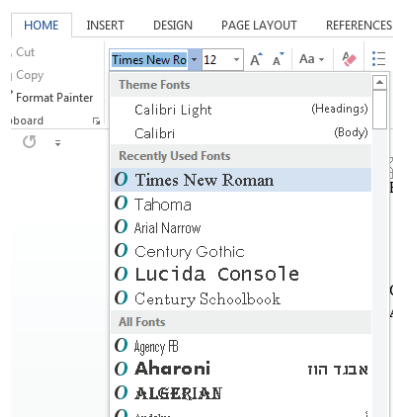 HOME INSERT DESIGN PAGE LAYOUT REFERENCES
Cut
Copy
Format Painter
Times New Ro 12 A A Aa
Theme Fonts
Calibri Light (Headings)
Calibri (Body)
Recently Used Fonts
O Times New Roman
O Tahoma
O Arial Narrow
O Century Gothic
O Lucida Console
O Century Schoolbook
All Fonts
O Agency FB
O Aharoni אבגד הוז
O ALGERIAN